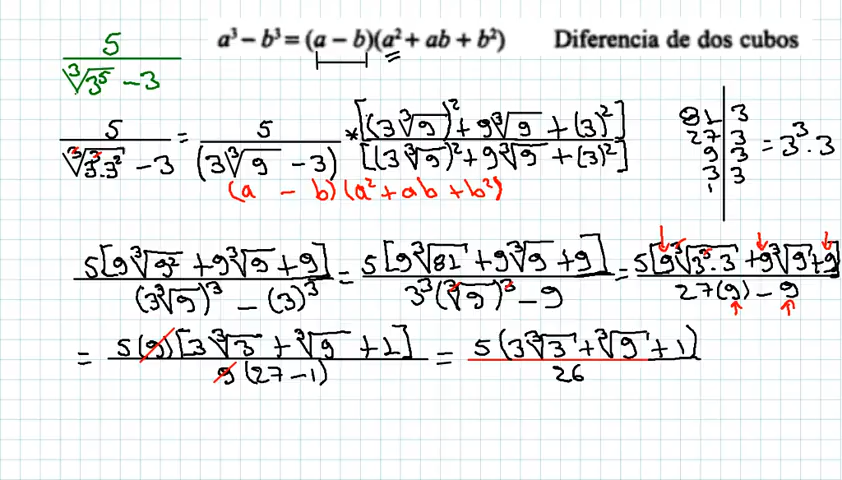 5 / (∛3⁵ − 3)
a³ − b³ = (a − b)(a² + ab + b²) Diferencia de dos cubos
5 / (∛3³·3² − 3) = 5 / (3∛9 − 3) * [(3∛9)² + 9∛9 + (3)²] / [(3∛9)² + 9∛9 + (3)²]
(a − b)(a² + ab + b²)
81 | 3
27 | 3
9 | 3 = 3³·3
3 | 3
1
5[9∛9² + 9∛9 + 9] / ((3∛9)³ − (3)³) = 5[9∛81 + 9∛9 + 9] / (3³(∛9)³ − 9) = 5[9∛3³·3 + 9∛9 + 9] / (27(9) − 9)
= 5(9)[3∛3 + ∛9 + 1] / (9(27 − 1)) = 5(3∛3 + ∛9 + 1) / 26